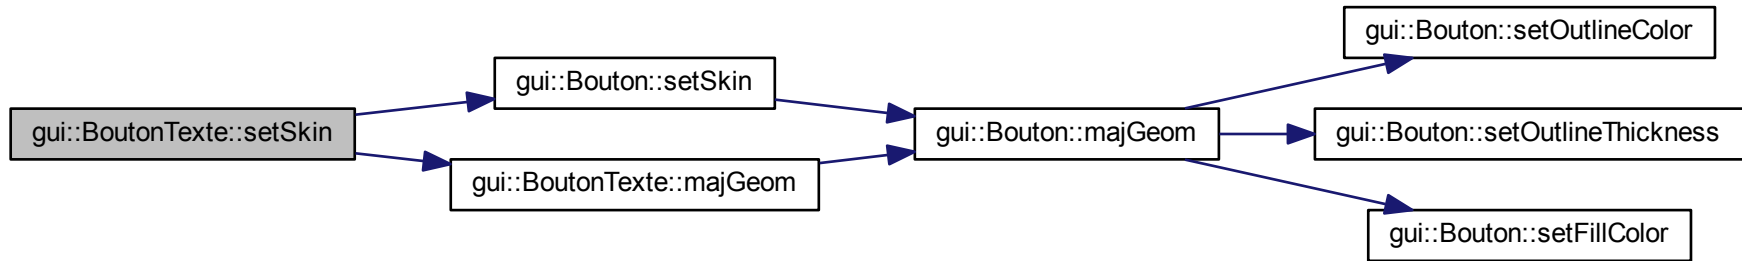 gui::BoutonTexte::setSkin
gui::Bouton::setSkin
gui::BoutonTexte::majGeom
gui::Bouton::majGeom
gui::Bouton::setOutlineColor
gui::Bouton::setOutlineThickness
gui::Bouton::setFillColor